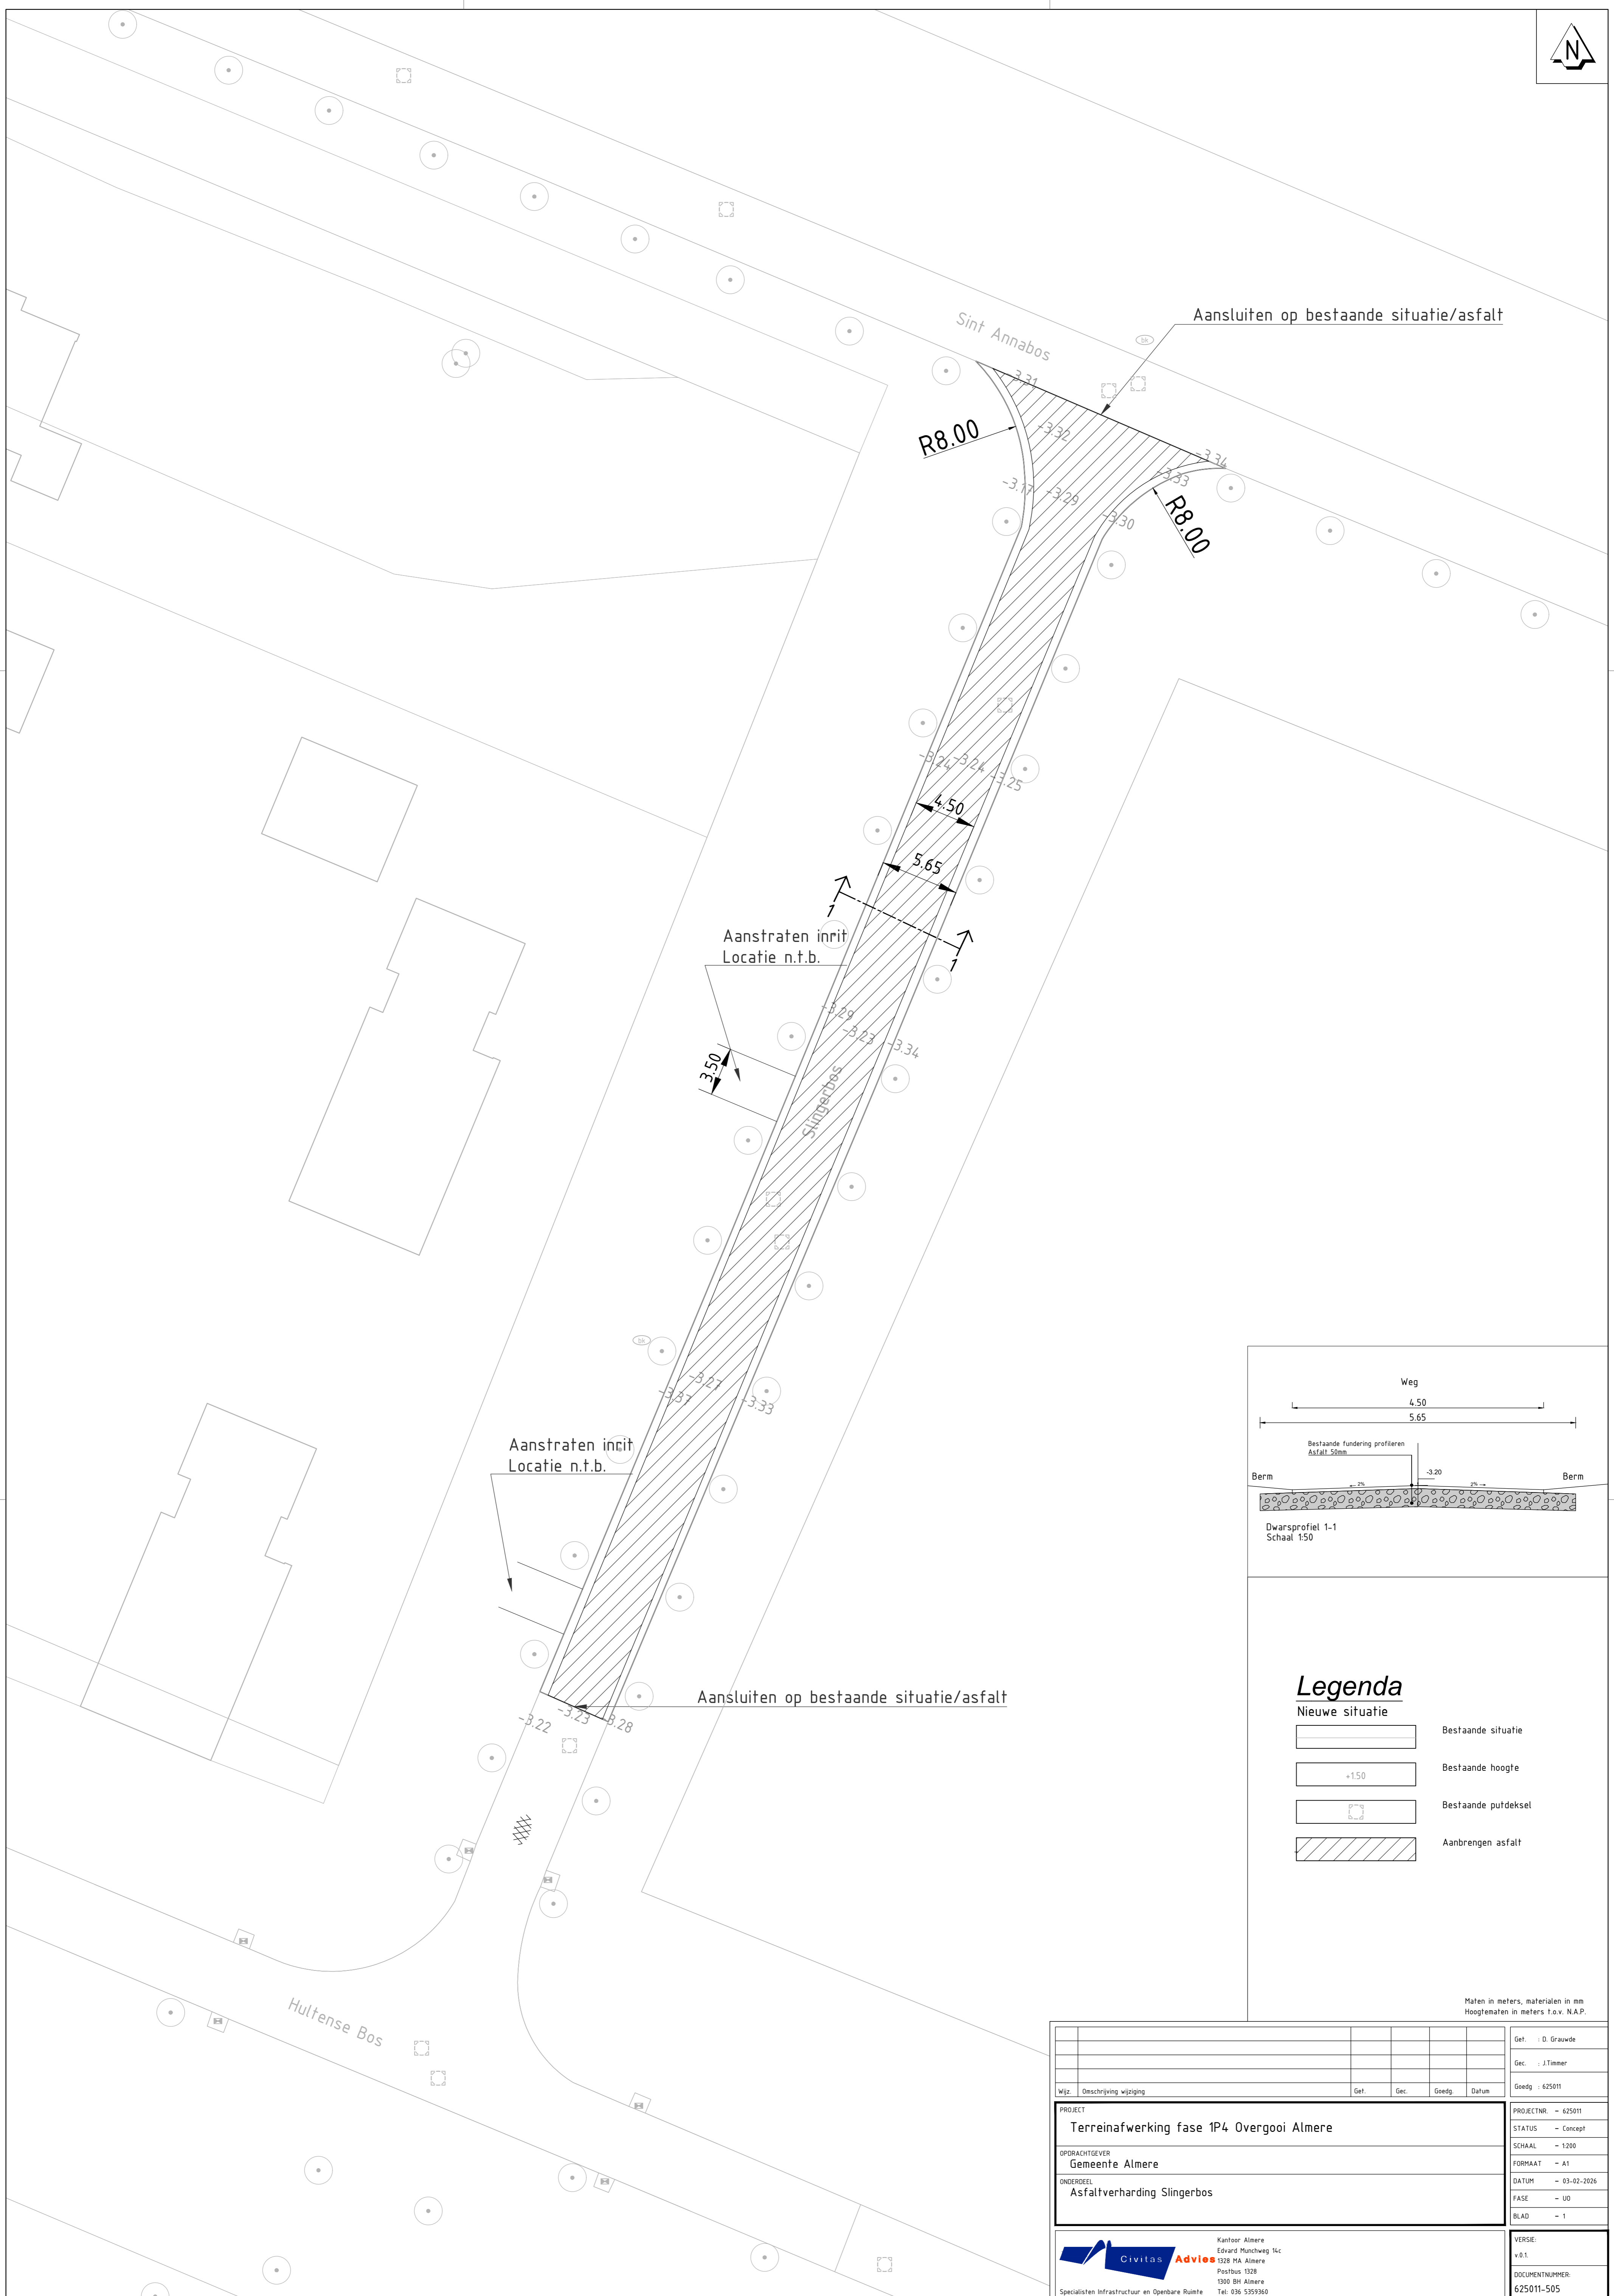 N
Aansluiten op bestaande situatie/asfalt
Sint Annabos
bk
-3.31
R8.00
-3.32
-3.34
-3.33
-3.17
-3.29
-3.30
R8.00
-3.24
-3.24
-3.25
4.50
5.65
1
1
Aanstraten inrit
Locatie n.t.b.
-3.29
-3.23
-3.34
3.50
Slingerbos
bk
-3.27
-3.37
-3.33
Aanstraten inrit
Locatie n.t.b.
Aansluiten op bestaande situatie/asfalt
-3.22
-3.23
-3.28
Hultense Bos
Weg
4.50
5.65
Bestaande fundering profileren
Asfalt 50mm
-3.20
Berm
2%
2%
Berm
Dwarsprofiel 1-1
Schaal 1:50
Legenda
Nieuwe situatie
Bestaande situatie
+1.50
Bestaande hoogte
Bestaande putdeksel
Aanbrengen asfalt
Maten in meters, materialen in mm
Hoogtematen in meters t.o.v. N.A.P.
Wijz. Omschrijving wijziging Get. Gec. Goedg. Datum
Get. : D. Grauwde
Gec. : J.Timmer
Goedg : 625011
PROJECT
Terreinafwerking fase 1P4 Overgooi Almere
OPDRACHTGEVER
Gemeente Almere
ONDERDEEL
Asfaltverharding Slingerbos
PROJECTNR. - 625011
STATUS - Concept
SCHAAL - 1:200
FORMAAT - A1
DATUM - 03-02-2026
FASE - UO
BLAD - 1
Civitas Advies
Specialisten Infrastructuur en Openbare Ruimte
Kantoor Almere
Edvard Munchweg 14c
1328 MA Almere
Postbus 1328
1300 BH Almere
Tel: 036 5359360
VERSIE:
v.0.1.
DOCUMENTNUMMER:
625011-505